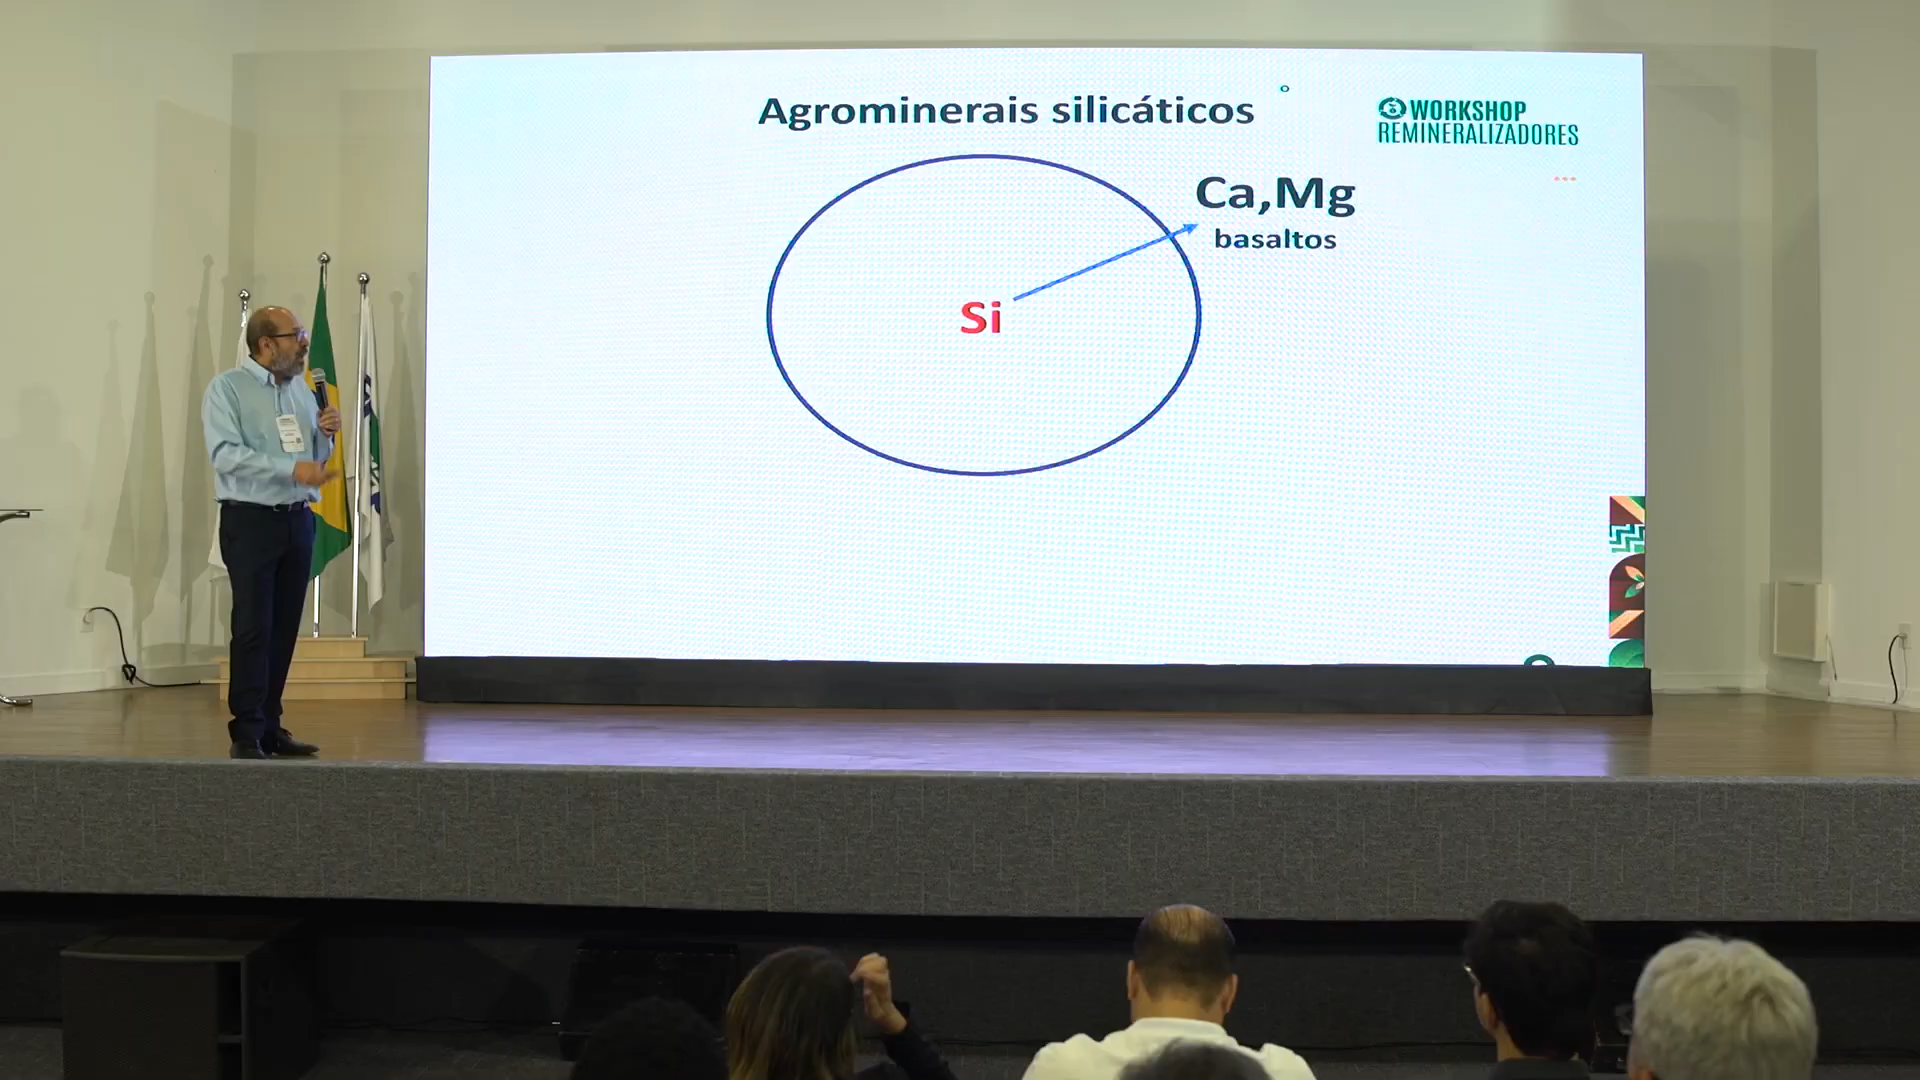 Agrominerais silicáticos
WORKSHOP
REMINERALIZADORES
Ca,Mg
basaltos
Si